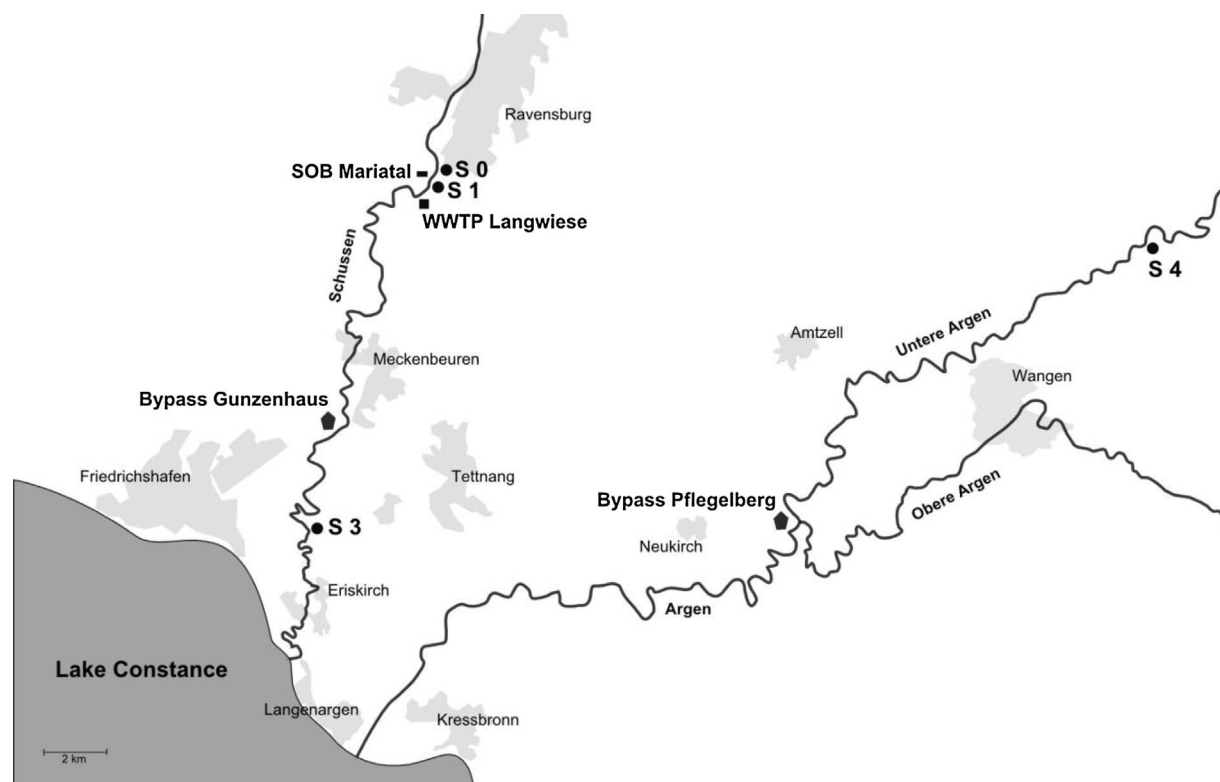 Ravensburg
SOB Mariatal
S 0
S 1
WWTP Langwiese
Schussen
S 4
Untere Argen
Amtzell
Meckenbeuren
Wangen
Bypass Gunzenhaus
Friedrichshafen
Tettnang
Obere Argen
Bypass Pflegelberg
S 3
Neukirch
Eriskirch
Argen
Lake Constance
Langenargen
Kressbronn
2 km